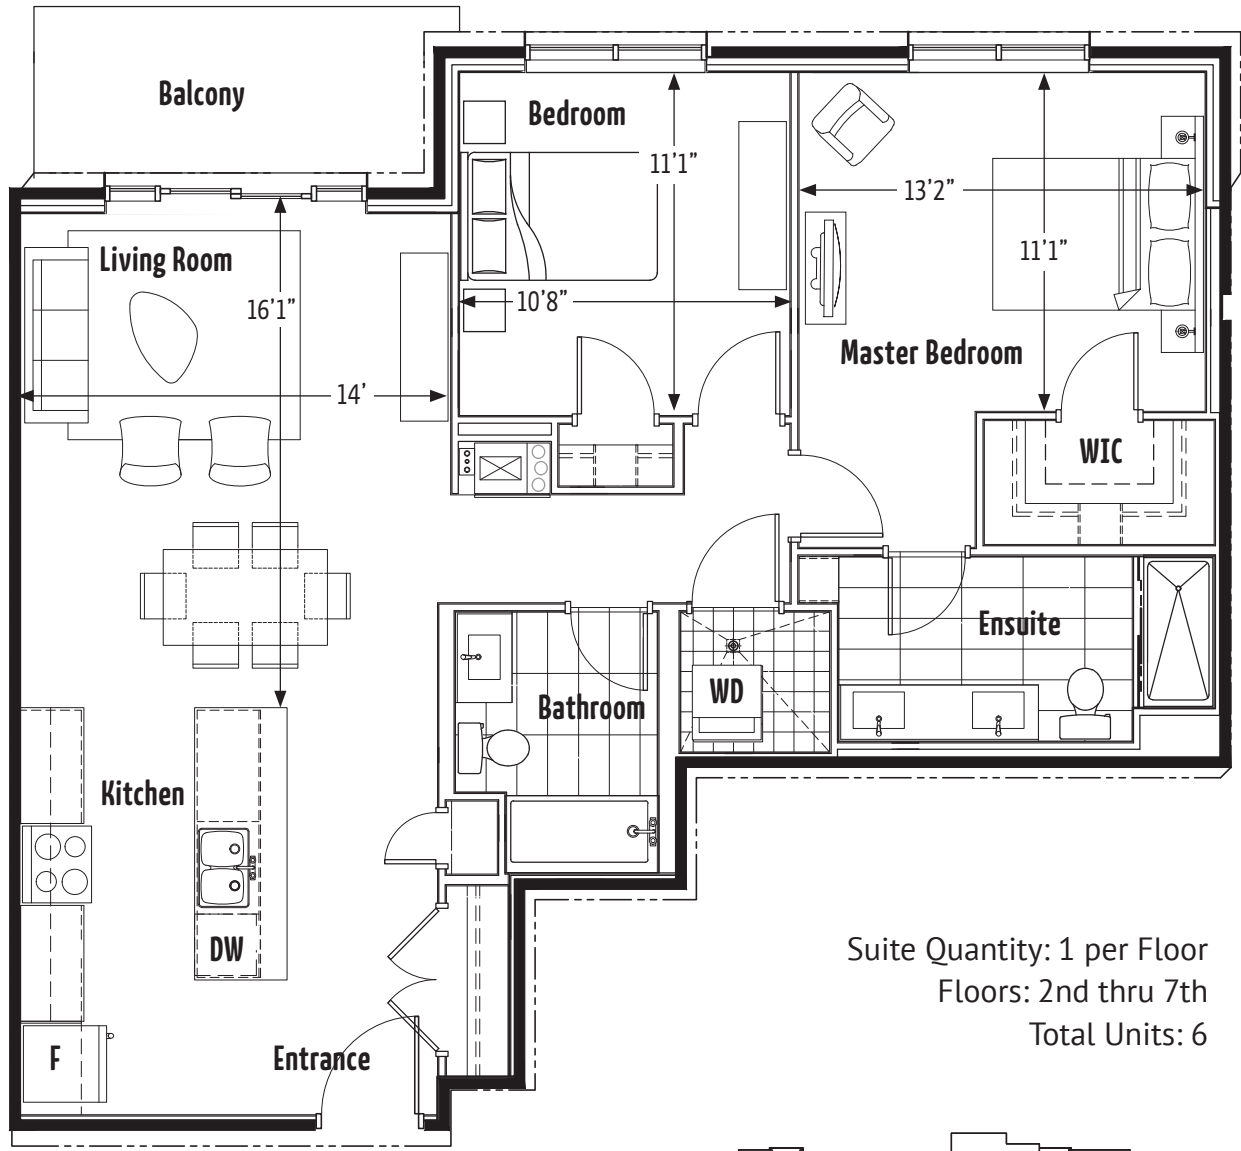 Balcony
Bedroom
11'1"
13'2"
11'1"
Living Room
16'1"
10'8"
Master Bedroom
14'
WIC
Ensuite
WD
Bathroom
Kitchen
DW
Suite Quantity: 1 per Floor
Floors: 2nd thru 7th
Total Units: 6
F
Entrance